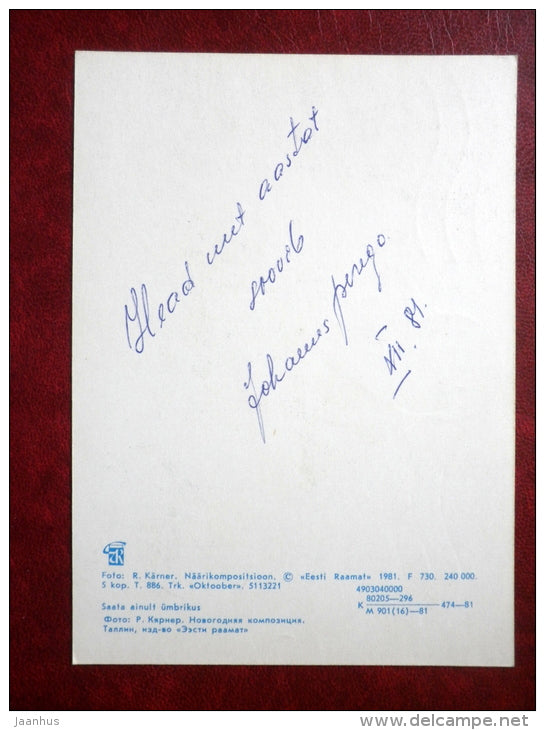 Head uut aastat
soovib
Johannes perega.
XII. 81.
Foto: R. Kärner. Näärikompositsioon. © «Eesti Raamat» 1981. F 730. 240 000.
5 kop. T. 886. Trk. «Oktoober». 5113221
Saata ainult ümbrikus
Фото: Р. Кярнер. Новогодняя композиция.
Таллин, изд-во «Ээсти раамат»
4903040000
К 80205—296 474—81
М 901(16)—81
jaanhus
www.delcampe.net